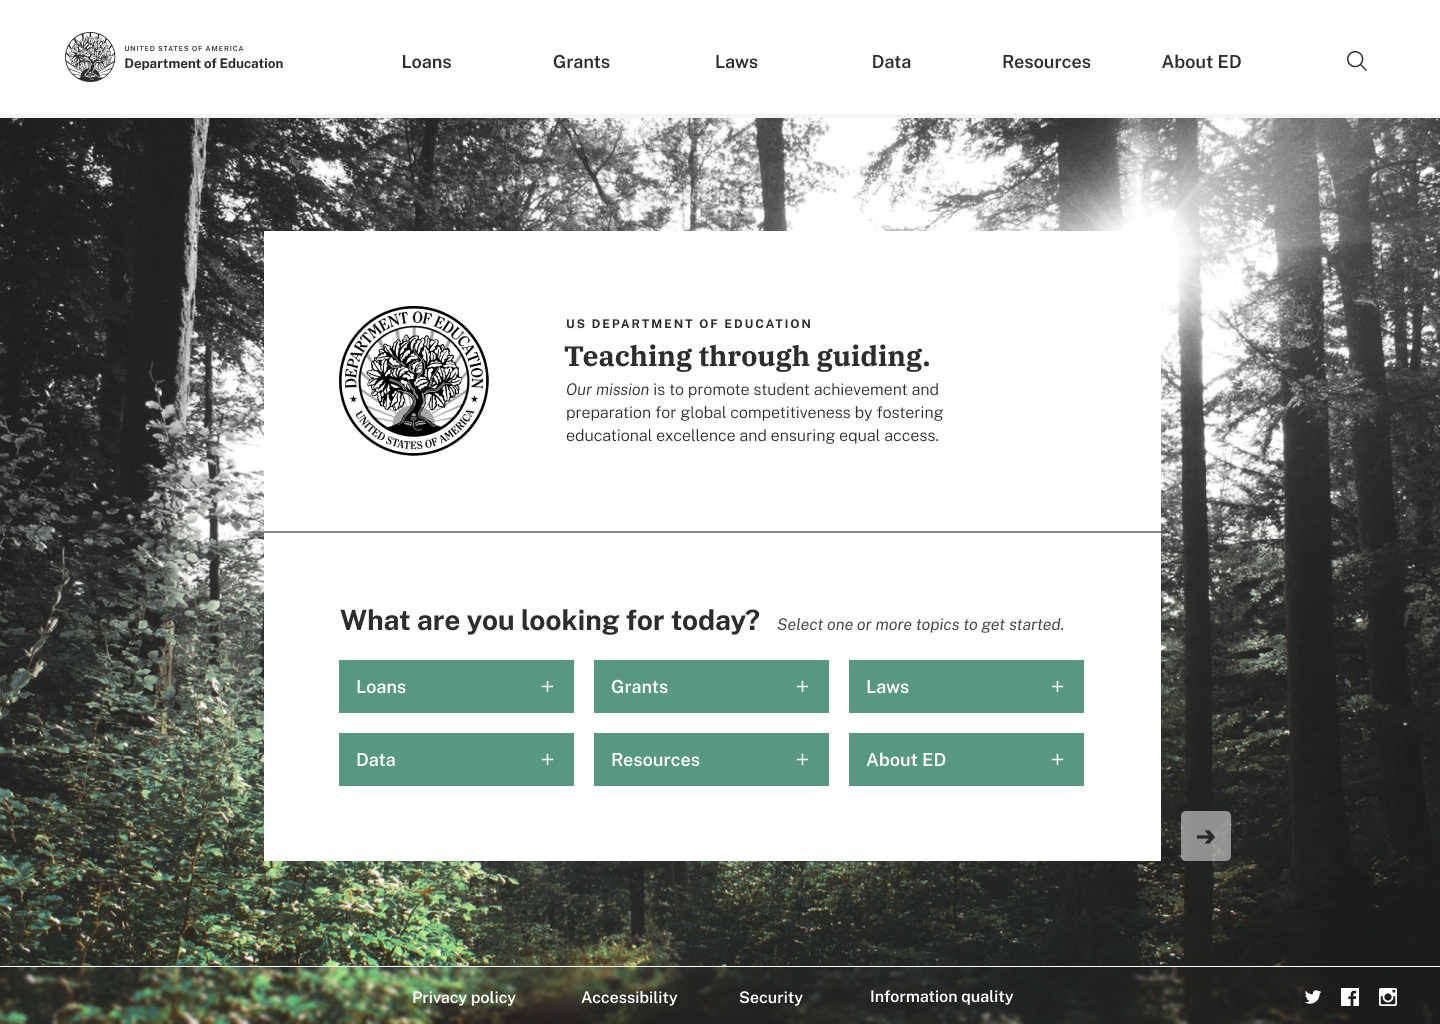 UNITED STATES OF AMERICA
Department of Education
Loans
Grants
Laws
Data
Resources
About ED
DEPARTMENT OF EDUCATION
UNITED STATES OF AMERICA
US DEPARTMENT OF EDUCATION
Teaching through guiding.
Our mission is to promote student achievement and
preparation for global competitiveness by fostering
educational excellence and ensuring equal access.
What are you looking for today? Select one or more topics to get started.
Loans +
Grants +
Laws +
Data +
Resources +
About ED +
Privacy policy
Accessibility
Security
Information quality